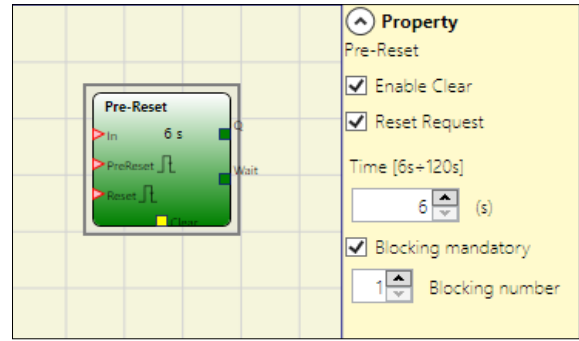 Pre-Reset
In
6 s
Q
PreReset
Wait
Reset
Clear
Property
Pre-Reset
Enable Clear
Reset Request
Time [6s÷120s]
6 (s)
Blocking mandatory
1 Blocking number